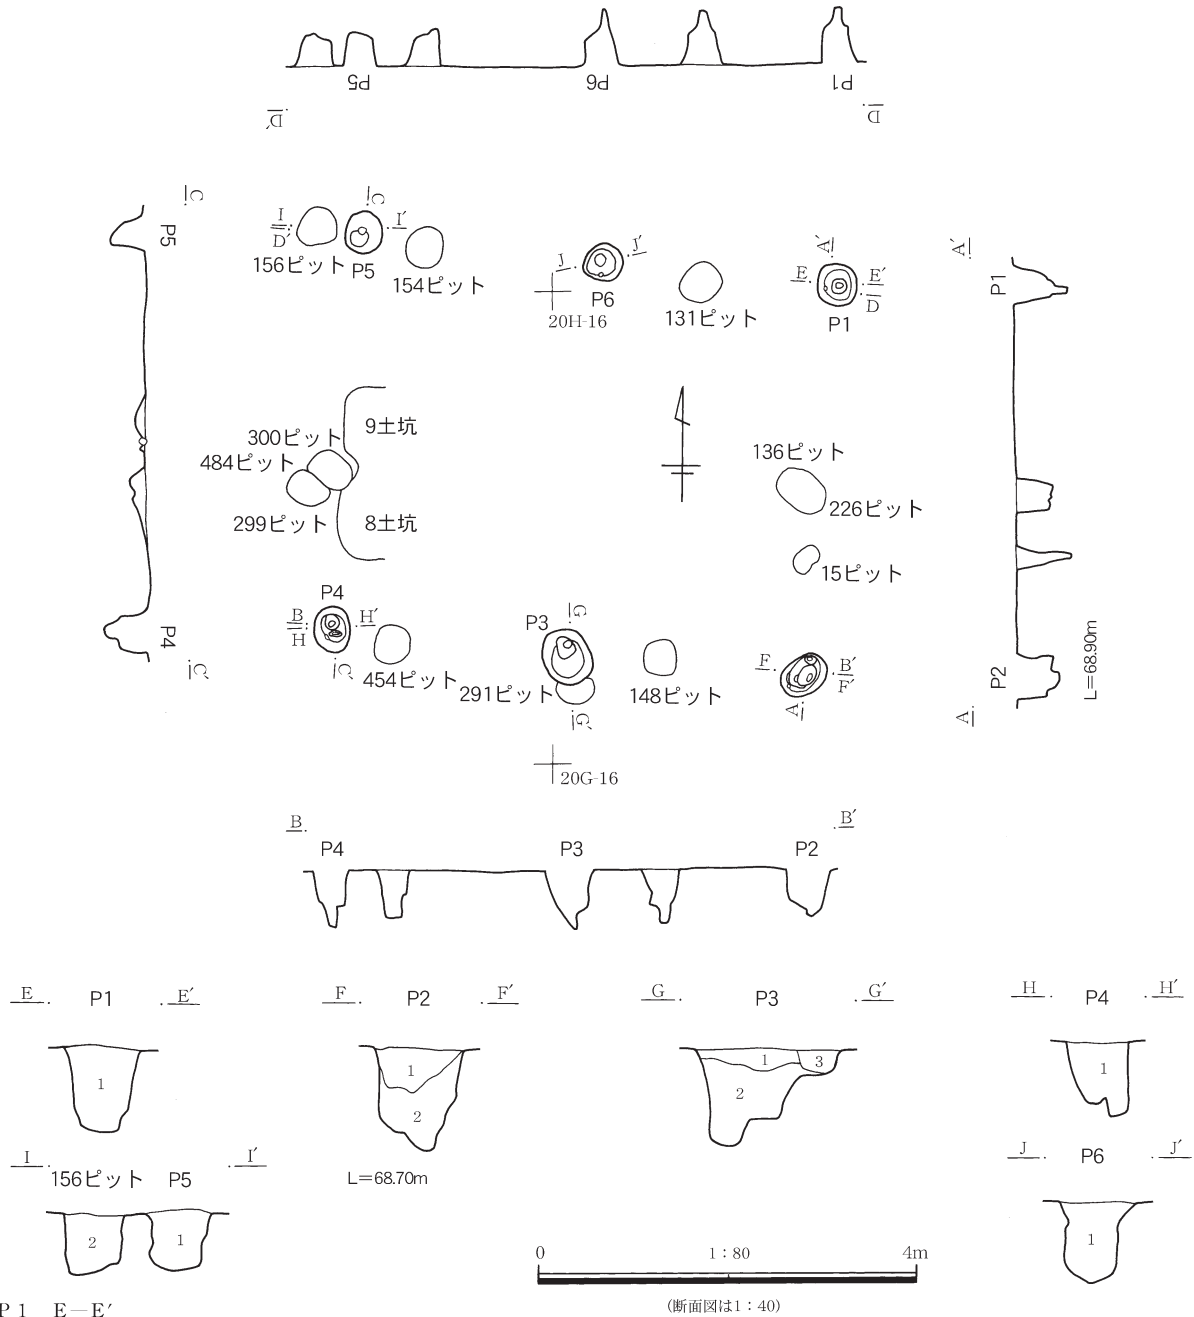 P5
P6
P1
D′
D
C
P5
C′
I
D′
I′
156ピット
P5
154ピット
J
J′
P6
20H-16
131ピット
A′
E
E′
D
P1
A′
P1
300ピット
9土坑
484ピット
299ピット
8土坑
136ピット
226ピット
15ピット
P4
B
H
H′
C
454ピット
P3
G
291ピット
G′
148ピット
F
B′
F′
A
P4
C′
P2
A
L=68.90m
20G-16
B
B′
P4
P3
P2
E
P1
E′
F
P2
F′
G
P3
G′
H
P4
H′
1
1
2
1
2
3
1
I
156ピット
P5
I′
L=68.70m
J
P6
J′
2
1
1
0
1：80
4m
(断面図は1：40)
P 1　E－E′